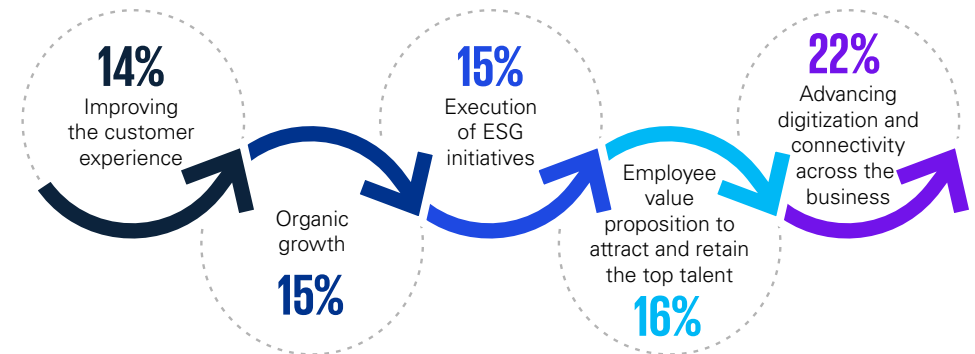 14%
Improving
the customer
experience
Organic
growth
15%
15%
Execution
of ESG
initiatives
Employee
value
proposition to
attract and retain
the top talent
16%
22%
Advancing
digitization and
connectivity
across the
business